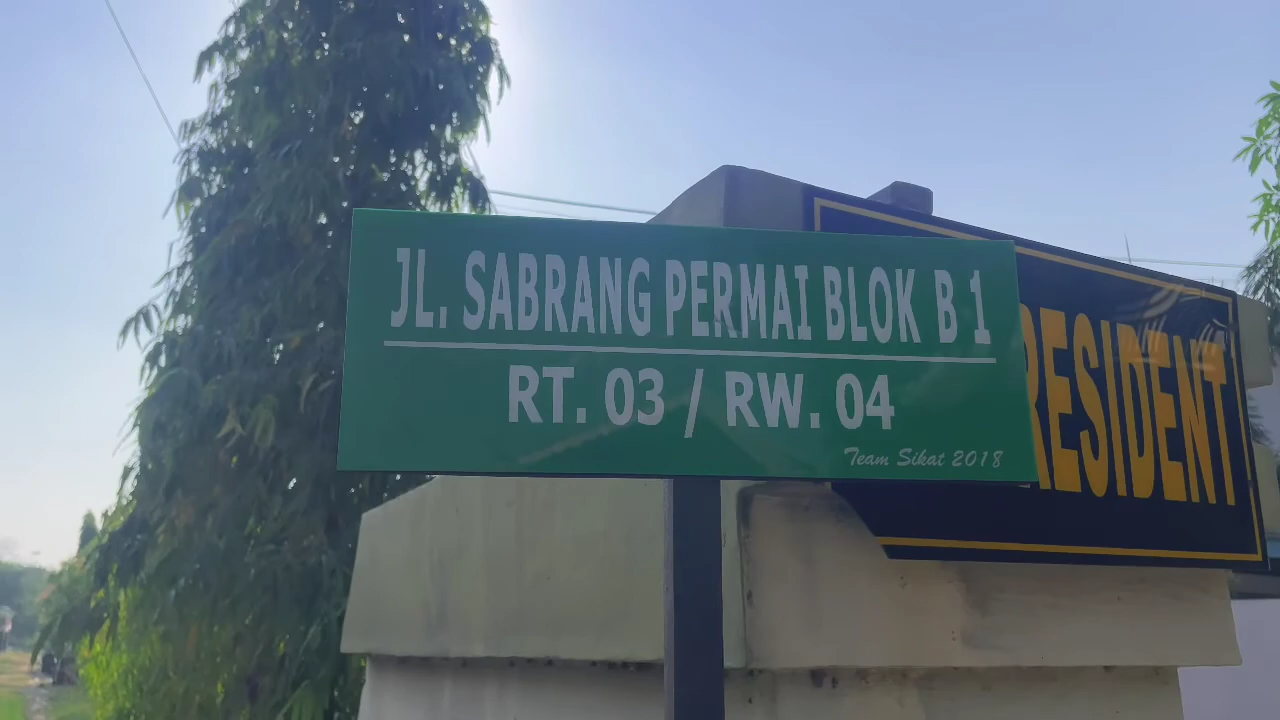 JL. SABRANG PERMAI BLOK B 1
RT. 03 / RW. 04
Team Sikat 2018
RESIDENT